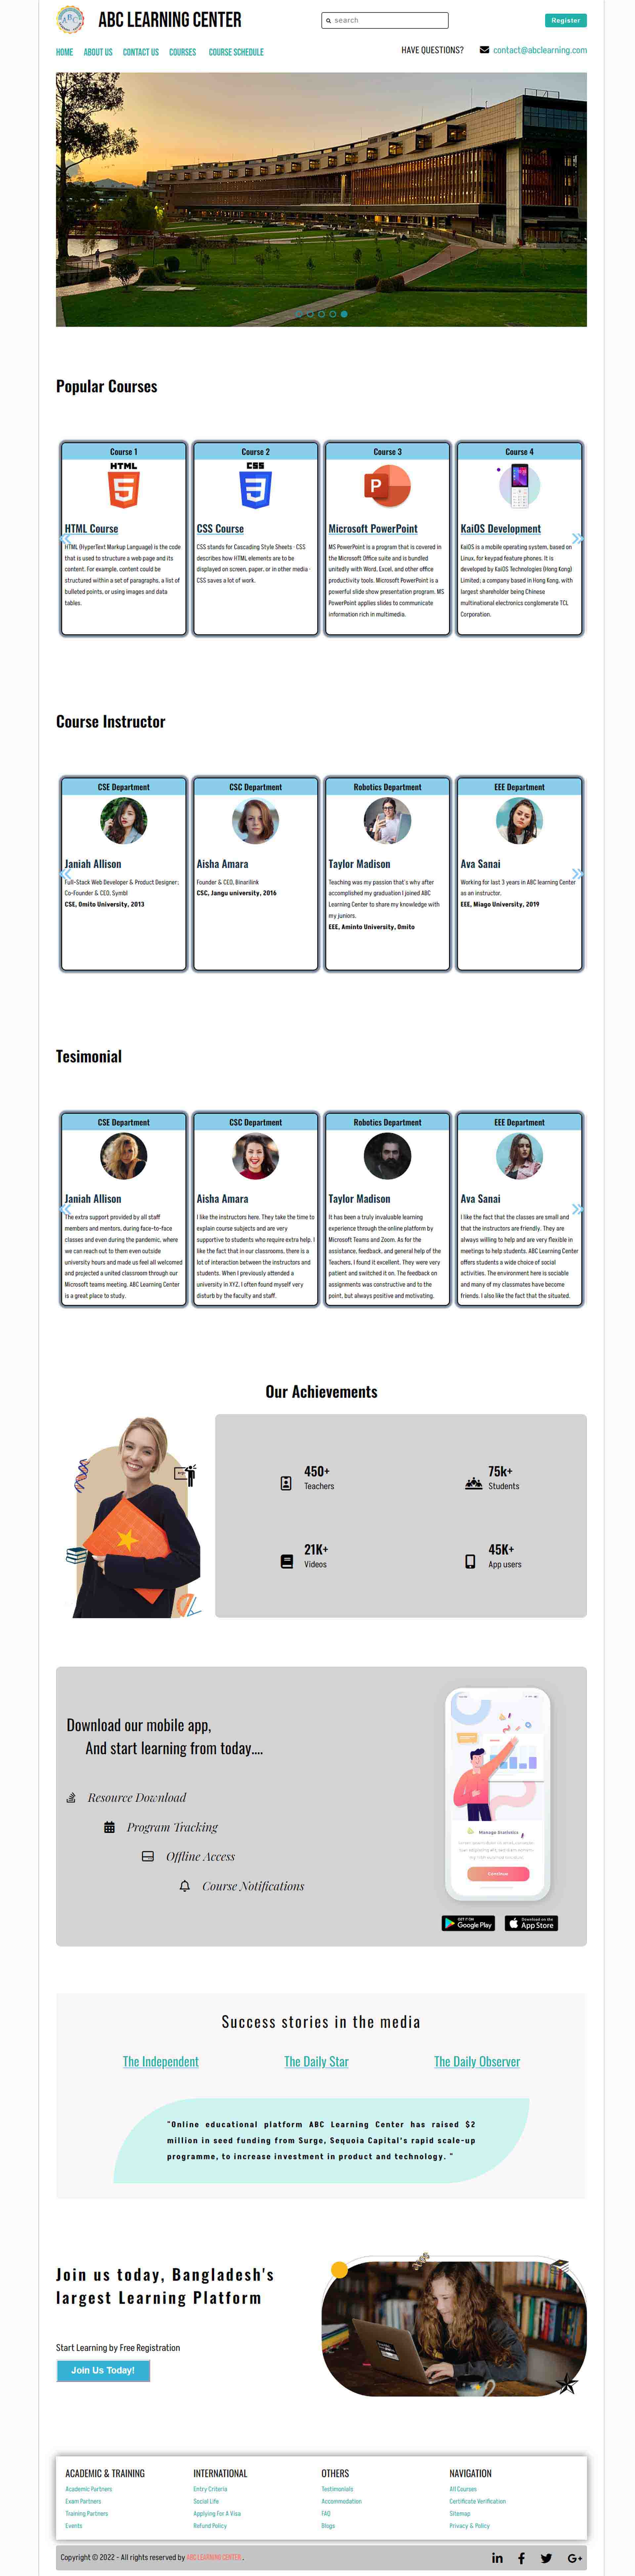 ABC LEARNING CENTER
search
Register
HOME ABOUT US CONTACT US COURSES COURSE SCHEDULE
HAVE QUESTIONS? contact@abclearning.com
Popular Courses
Course 1
HTML
5
HTML Course
HTML (HyperText Markup Language) is the code
that is used to structure a web page and its
content. For example, content could be
structured within a set of paragraphs, a list of
bulleted points, or using images and data
tables.
Course 2
CSS
3
CSS Course
CSS stands for Cascading Style Sheets · CSS
describes how HTML elements are to be
displayed on screen, paper, or in other media ·
CSS saves a lot of work.
Course 3
P
Microsoft PowerPoint
MS PowerPoint is a program that is covered in
the Microsoft Office suite and is bundled
unitedly with Word, Excel, and other office
productivity tools. Microsoft PowerPoint is a
powerful slide show presentation program. MS
PowerPoint applies slides to communicate
information rich in multimedia.
Course 4
KaiOS Development
KaiOS is a mobile operating system, based on
Linux, for keypad feature phones. It is
developed by KaiOS Technologies (Hong Kong)
Limited; a company based in Hong Kong, with
largest shareholder being Chinese
multinational electronics conglomerate TCL
Corporation.
Course Instructor
CSE Department
Janiah Allison
Full-Stack Web Developer & Product Designer;
Co-Founder & CEO, Symbl
CSE, Omito University, 2013
CSC Department
Aisha Amara
Founder & CEO, Binarilink
CSC, Jangu university, 2016
Robotics Department
Taylor Madison
Teaching was my passion that's why after
accomplished my graduation I joined ABC
Learning Center to share my knowledge with
my juniors.
EEE, Aminto University, Omito
EEE Department
Ava Sanai
Working for last 3 years in ABC learning Center
as an instructor.
EEE, Miago University, 2019
Tesimonial
CSE Department
Janiah Allison
The extra support provided by all staff
members and mentors, during face-to-face
classes and even during the pandemic, where
we can reach out to them even outside
university hours and made us feel all welcomed
and projected a united classroom through our
Microsoft teams meeting. ABC Learning Center
is a great place to study.
CSC Department
Aisha Amara
I like the instructors here. They take the time to
explain course subjects and are very
supportive to students who require extra help. I
like the fact that in our classrooms, there is a
lot of interaction between the instructors and
students. When I previously attended a
university in XYZ, I often found myself very
disturb by the faculty and staff.
Robotics Department
Taylor Madison
It has been a truly invaluable learning
experience through the online platform by
Microsoft Teams and Zoom. As for the
assistance, feedback, and general help of the
Teachers, I found it excellent. They were very
patient and switched it on. The feedback on
assignments was constructive and to the
point, but always positive and motivating.
EEE Department
Ava Sanai
I like the fact that the classes are small and
that the instructors are friendly. They are
always willing to help and are very flexible in
meetings to help students. ABC Learning Center
offers students a wide choice of social
activities. The environment here is sociable
and many of my classmates have become
friends. I also like the fact that the situated.
Our Achievements
450+
Teachers
75k+
Students
21K+
Videos
45K+
App users
Download our mobile app,
And start learning from today....
Resource Download
Program Tracking
Offline Access
Course Notifications
Manage Statistics
Continue
GET IT ON
Google Play
Download on the
App Store
Success stories in the media
The Independent The Daily Star The Daily Observer
"Online educational platform ABC Learning Center has raised $2
million in seed funding from Surge, Sequoia Capital's rapid scale-up
programme, to increase investment in product and technology. "
Join us today, Bangladesh's
largest Learning Platform
Start Learning by Free Registration
Join Us Today!
ACADEMIC & TRAINING
Academic Partners
Exam Partners
Training Partners
Events
INTERNATIONAL
Entry Criteria
Social Life
Applying For A Visa
Refund Policy
OTHERS
Testimonials
Accommodation
FAQ
Blogs
NAVIGATION
All Courses
Certificate Verification
Sitemap
Privacy & Policy
Copyright © 2022 - All rights reserved by ABC LEARNING CENTER .